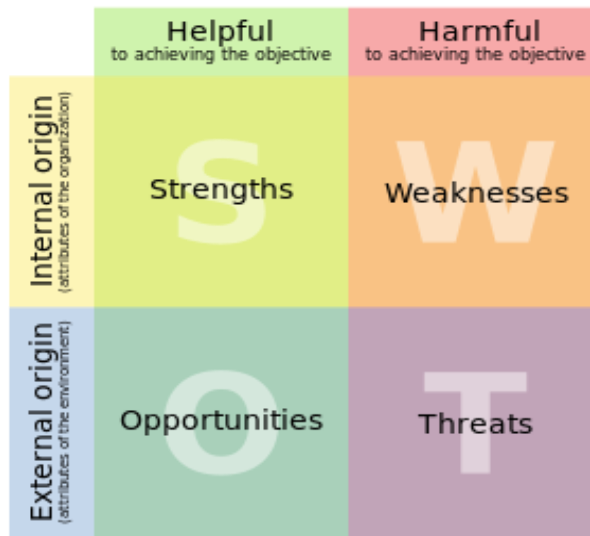 Helpful
to achieving the objective
Harmful
to achieving the objective
Internal origin
(attributes of the organization)
S
Strengths
W
Weaknesses
External origin
(attributes of the environment)
O
Opportunities
T
Threats